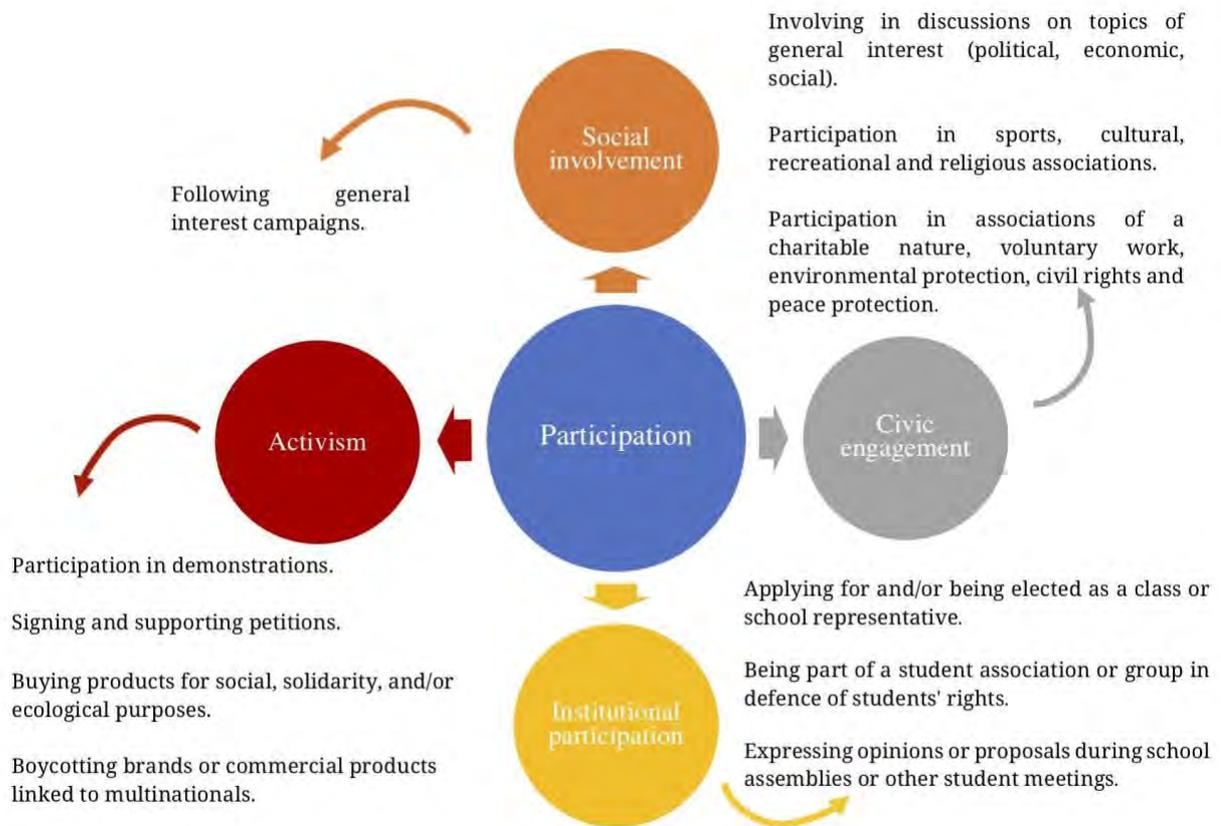 Involving in discussions on topics of
general interest (political, economic,
social).
Participation in sports, cultural,
recreational and religious associations.
Participation in associations of a
charitable nature, voluntary work,
environmental protection, civil rights and
peace protection.
Social
involvement
Following general
interest campaigns.
Activism
Participation
Civic
engagement
Participation in demonstrations.
Signing and supporting petitions.
Buying products for social, solidarity, and/or
ecological purposes.
Boycotting brands or commercial products
linked to multinationals.
Institutional
participation
Applying for and/or being elected as a class or
school representative.
Being part of a student association or group in
defence of students' rights.
Expressing opinions or proposals during school
assemblies or other student meetings.